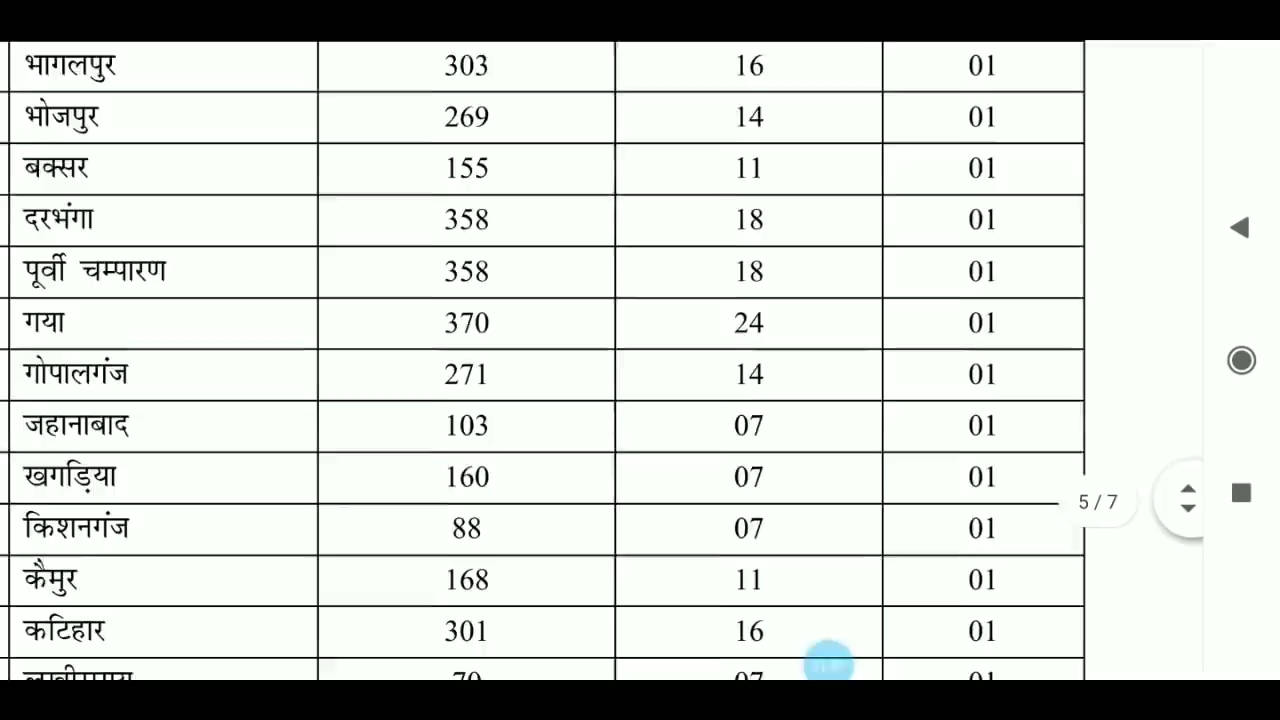 भागलपुर 303 16 01
भोजपुर 269 14 01
बक्सर 155 11 01
दरभंगा 358 18 01
पूर्वी चम्पारण 358 18 01
गया 370 24 01
गोपालगंज 271 14 01
जहानाबाद 103 07 01
खगड़िया 160 07 01
5 / 7
किशनगंज 88 07 01
कैमुर 168 11 01
कटिहार 301 16 01